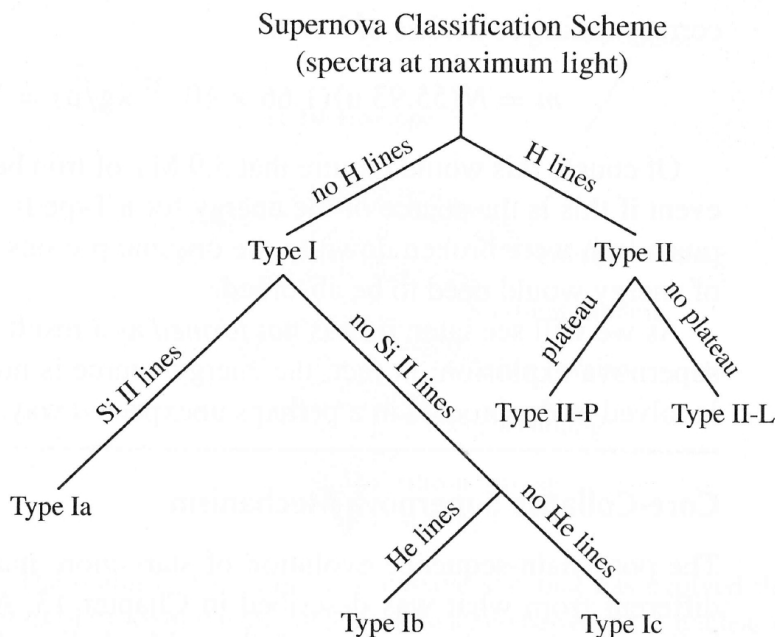 Supernova Classification Scheme
(spectra at maximum light)
no H lines
H lines
Type I
Type II
Si II lines
no Si II lines
plateau
no plateau
Type II-P
Type II-L
Type Ia
He lines
no He lines
Type Ib
Type Ic